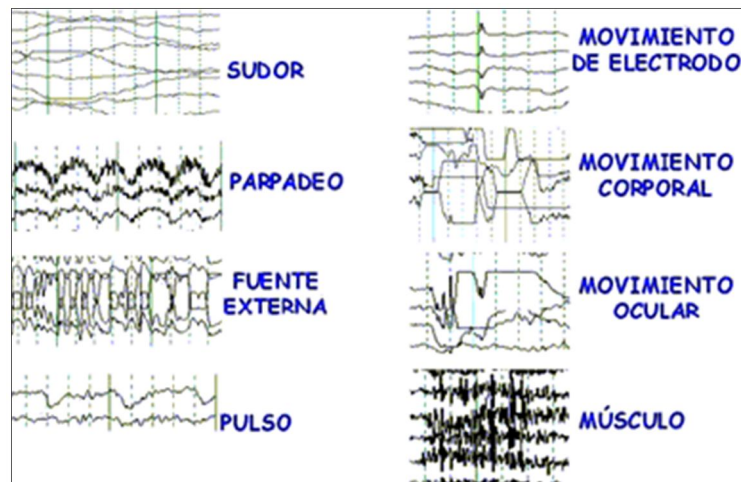 SUDOR
MOVIMIENTO
DE ELECTRODO
PARPADEO
MOVIMIENTO
CORPORAL
FUENTE
EXTERNA
MOVIMIENTO
OCULAR
PULSO
MÚSCULO